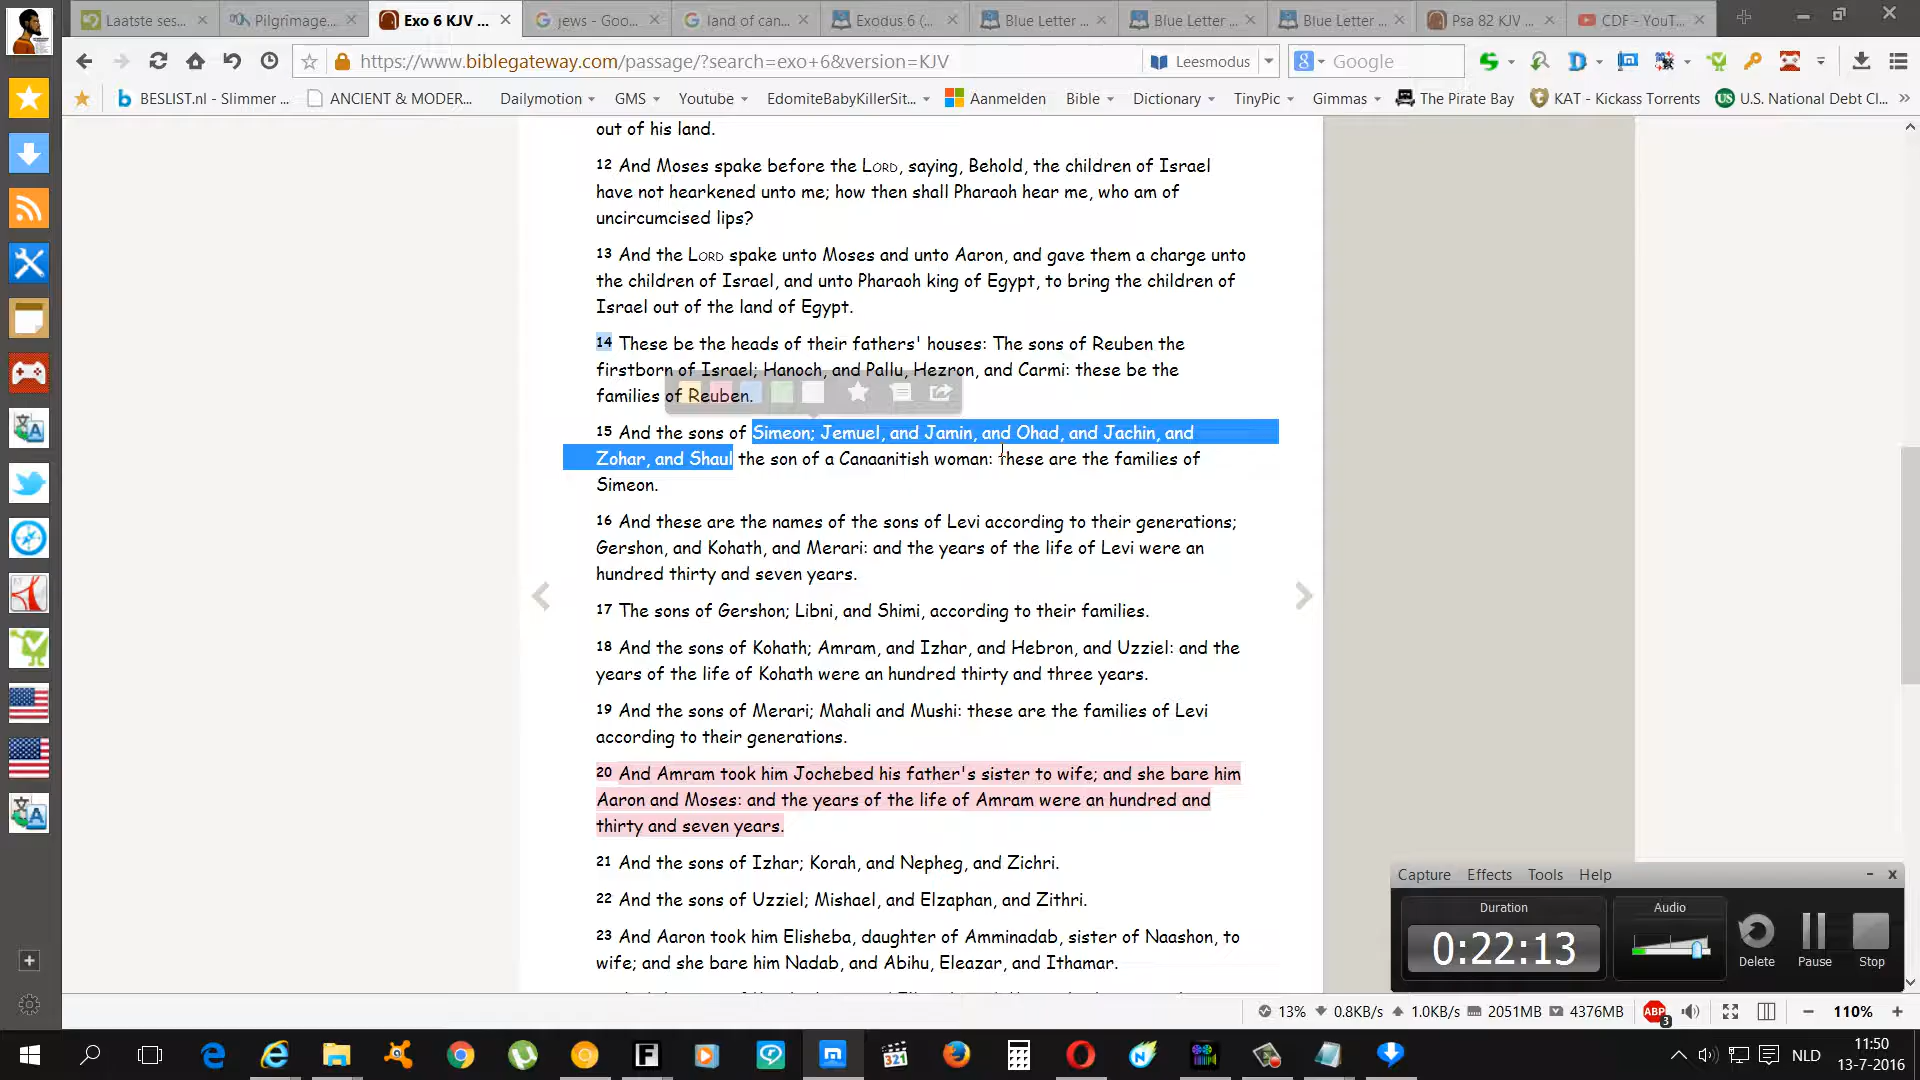 Laatste ses...
Pilgrimage...
Exo 6 KJV ...
jews - Goo...
land of can...
Exodus 6 (...
Blue Letter ...
Blue Letter ...
Blue Letter ...
Psa 82 KJV ...
CDF - YouT...
https://www.biblegateway.com/passage/?search=exo+6&version=KJV
Leesmodus
Google
BESLIST.nl - Slimmer ...
ANCIENT & MODER...
Dailymotion
GMS
Youtube
EdomiteBabyKillerSit...
Aanmelden
Bible
Dictionary
TinyPic
Gimmas
The Pirate Bay
KAT - Kickass Torrents
U.S. National Debt Cl...
out of his land.
12 And Moses spake before the LORD, saying, Behold, the children of Israel
have not hearkened unto me; how then shall Pharaoh hear me, who am of
uncircumcised lips?
13 And the LORD spake unto Moses and unto Aaron, and gave them a charge unto
the children of Israel, and unto Pharaoh king of Egypt, to bring the children of
Israel out of the land of Egypt.
14 These be the heads of their fathers' houses: The sons of Reuben the
firstborn of Israel; Hanoch, and Pallu, Hezron, and Carmi: these be the
families of Reuben.
15 And the sons of Simeon; Jemuel, and Jamin, and Ohad, and Jachin, and
Zohar, and Shaul the son of a Canaanitish woman: these are the families of
Simeon.
16 And these are the names of the sons of Levi according to their generations;
Gershon, and Kohath, and Merari: and the years of the life of Levi were an
hundred thirty and seven years.
17 The sons of Gershon; Libni, and Shimi, according to their families.
18 And the sons of Kohath; Amram, and Izhar, and Hebron, and Uzziel: and the
years of the life of Kohath were an hundred thirty and three years.
19 And the sons of Merari; Mahali and Mushi: these are the families of Levi
according to their generations.
20 And Amram took him Jochebed his father's sister to wife; and she bare him
Aaron and Moses: and the years of the life of Amram were an hundred and
thirty and seven years.
21 And the sons of Izhar; Korah, and Nepheg, and Zichri.
22 And the sons of Uzziel; Mishael, and Elzaphan, and Zithri.
23 And Aaron took him Elisheba, daughter of Amminadab, sister of Naashon, to
wife; and she bare him Nadab, and Abihu, Eleazar, and Ithamar.
Capture Effects Tools Help
Duration
0:22:13
Audio
Delete
Pause
Stop
13% 0.8KB/s 1.0KB/s 2051MB 4376MB
ABP 3
110%
321
NLD
11:50
13-7-2016